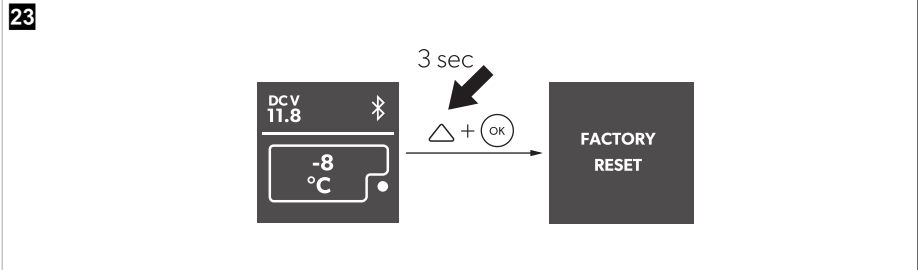 23
3 sec
DC V
11.8
-8
°C
+ OK
FACTORY
RESET